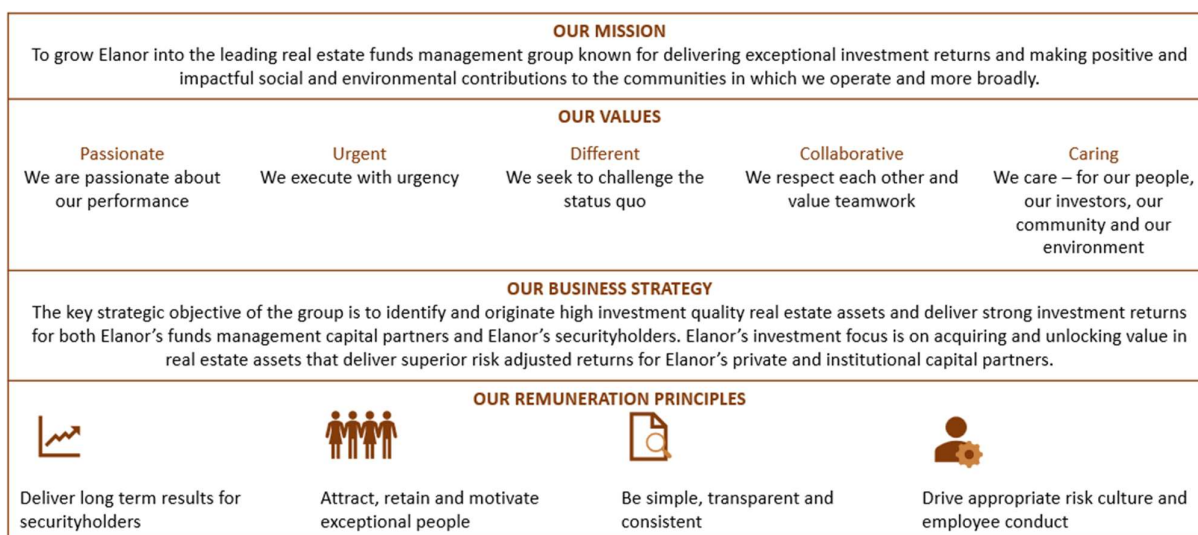 OUR MISSION
To grow Elanor into the leading real estate funds management group known for delivering exceptional investment returns and making positive and
impactful social and environmental contributions to the communities in which we operate and more broadly.
OUR VALUES
Passionate
We are passionate about
our performance
Urgent
We execute with urgency
Different
We seek to challenge the
status quo
Collaborative
We respect each other and
value teamwork
Caring
We care – for our people,
our investors, our
community and our
environment
OUR BUSINESS STRATEGY
The key strategic objective of the group is to identify and originate high investment quality real estate assets and deliver strong investment returns
for both Elanor's funds management capital partners and Elanor's securityholders. Elanor's investment focus is on acquiring and unlocking value in
real estate assets that deliver superior risk adjusted returns for Elanor's private and institutional capital partners.
OUR REMUNERATION PRINCIPLES
Deliver long term results for
securityholders
Attract, retain and motivate
exceptional people
Be simple, transparent and
consistent
Drive appropriate risk culture and
employee conduct